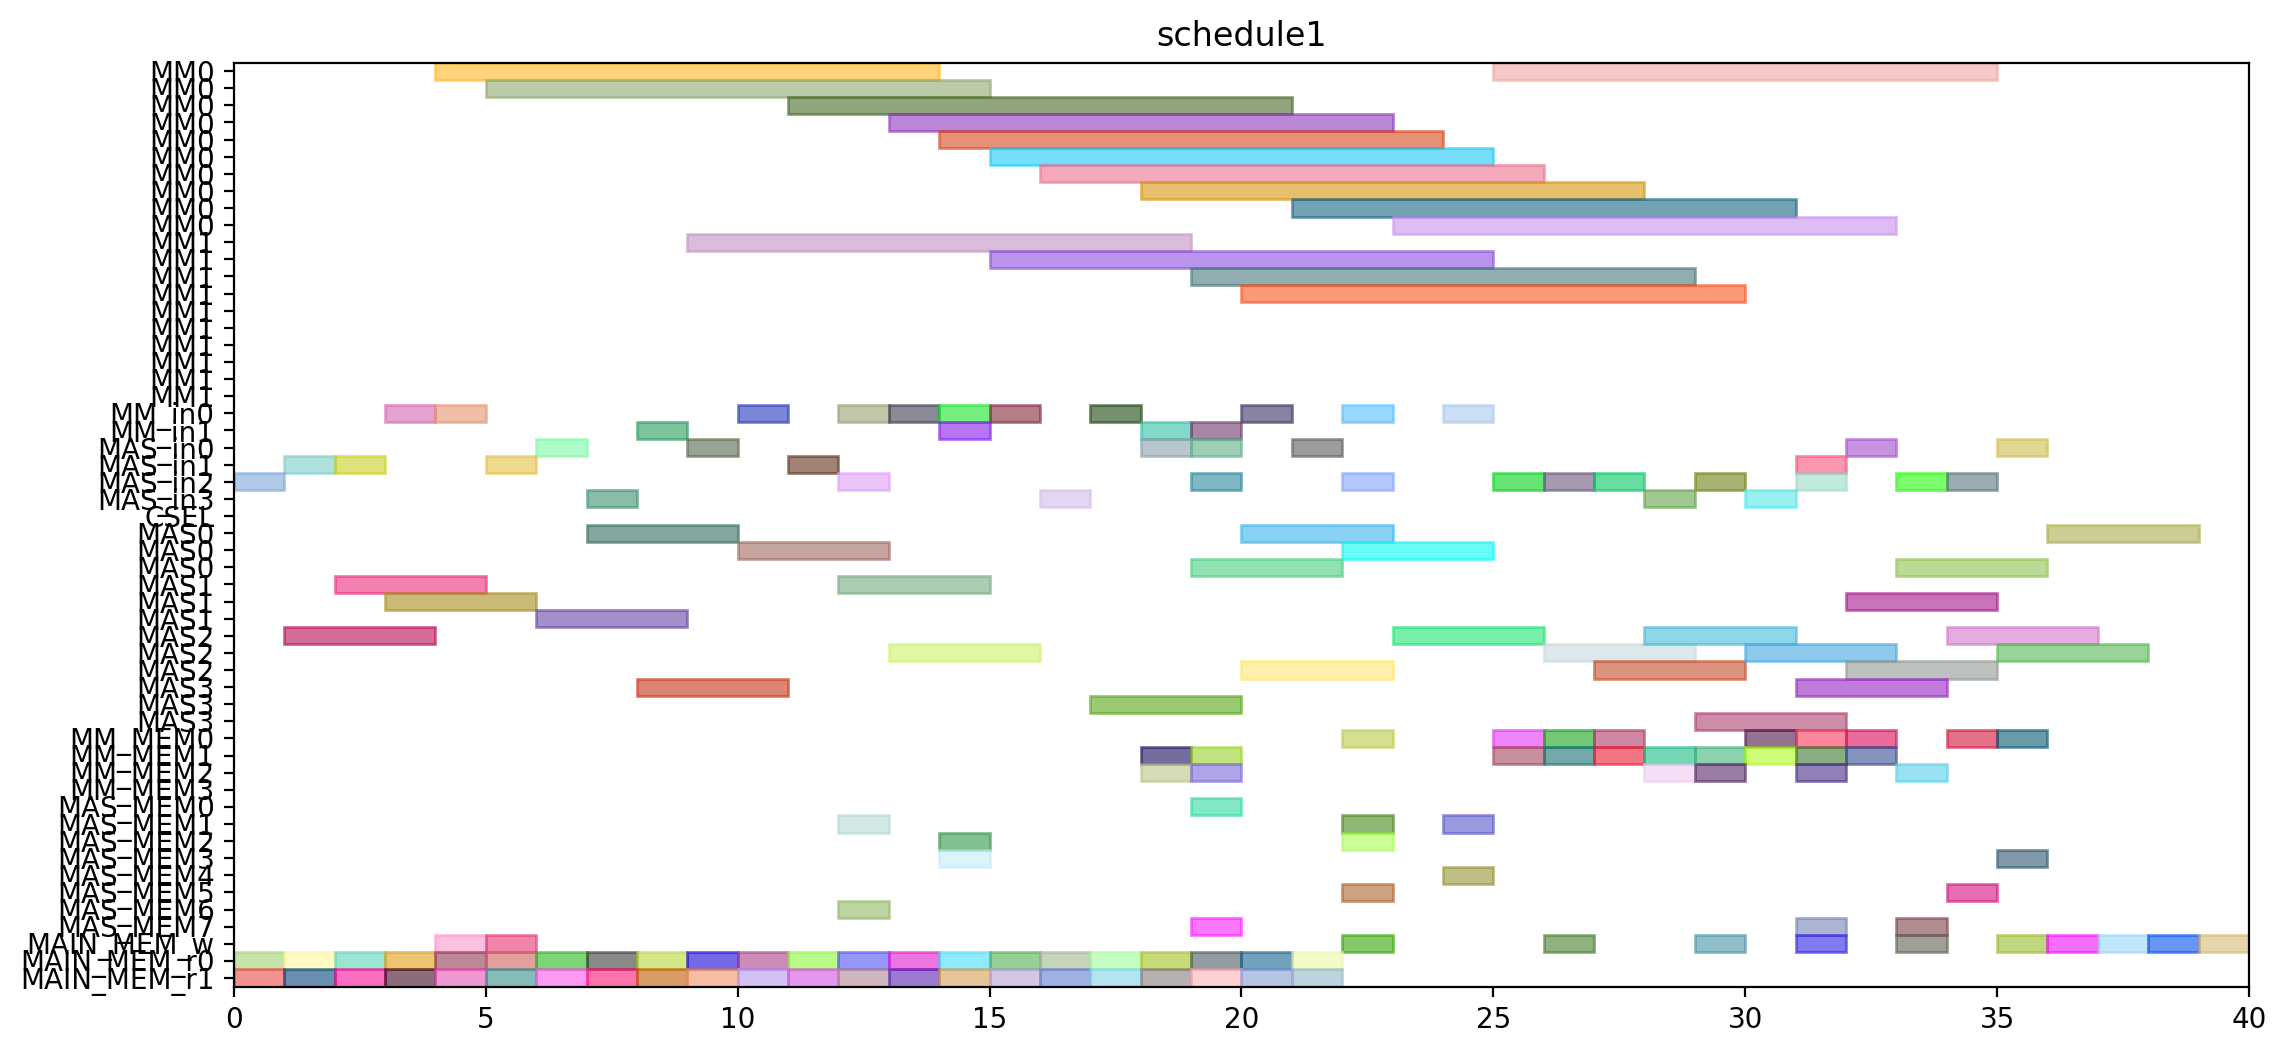 schedule1
MM0
MM0
MM0
MM0
MM0
MM0
MM0
MM0
MM0
MM0
MM1
MM1
MM1
MM1
MM1
MM1
MM1
MM1
MM1
MM1
MM_in0
MM_in1
MAS_in0
MAS_in1
MAS_in2
MAS_in3
CSEL
MAS0
MAS0
MAS0
MAS1
MAS1
MAS1
MAS2
MAS2
MAS2
MAS3
MAS3
MAS3
MM_MEM0
MM_MEM1
MM_MEM2
MM_MEM3
MAS_MEM0
MAS_MEM1
MAS_MEM2
MAS_MEM3
MAS_MEM4
MAS_MEM5
MAS_MEM6
MAS_MEM7
MAIN_MEM_w
MAIN_MEM_r0
MAIN_MEM_r1
0 5 10 15 20 25 30 35 40